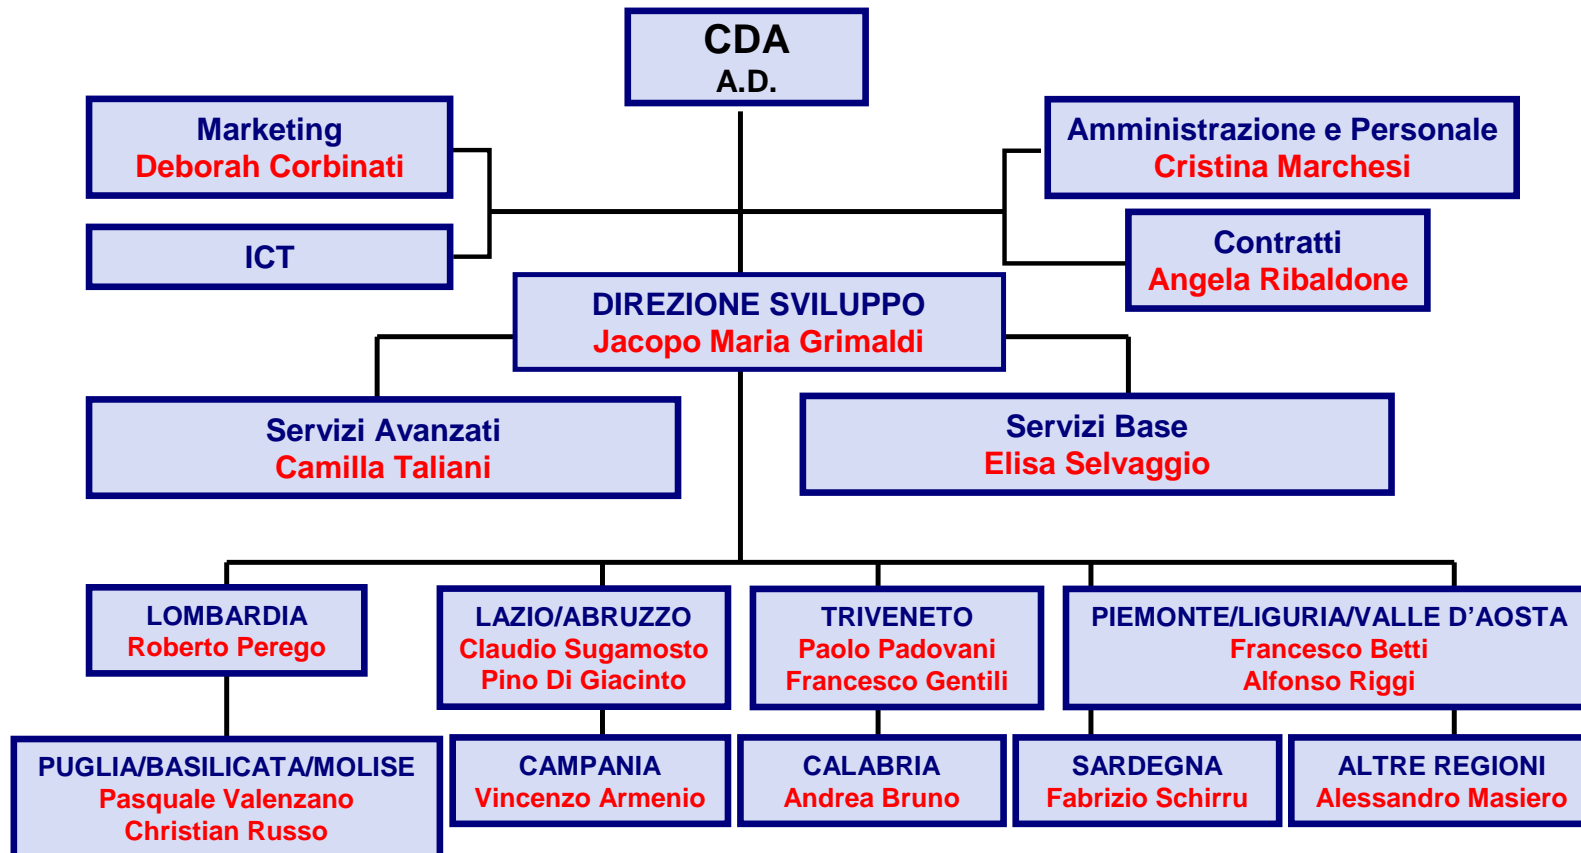 CDA
A.D.
Marketing
Deborah Corbinati
Amministrazione e Personale
Cristina Marchesi
ICT
Contratti
Angela Ribaldone
DIREZIONE SVILUPPO
Jacopo Maria Grimaldi
Servizi Avanzati
Camilla Taliani
Servizi Base
Elisa Selvaggio
LOMBARDIA
Roberto Perego
LAZIO/ABRUZZO
Claudio Sugamosto
Pino Di Giacinto
TRIVENETO
Paolo Padovani
Francesco Gentili
PIEMONTE/LIGURIA/VALLE D’AOSTA
Francesco Betti
Alfonso Riggi
PUGLIA/BASILICATA/MOLISE
Pasquale Valenzano
Christian Russo
CAMPANIA
Vincenzo Armenio
CALABRIA
Andrea Bruno
SARDEGNA
Fabrizio Schirru
ALTRE REGIONI
Alessandro Masiero